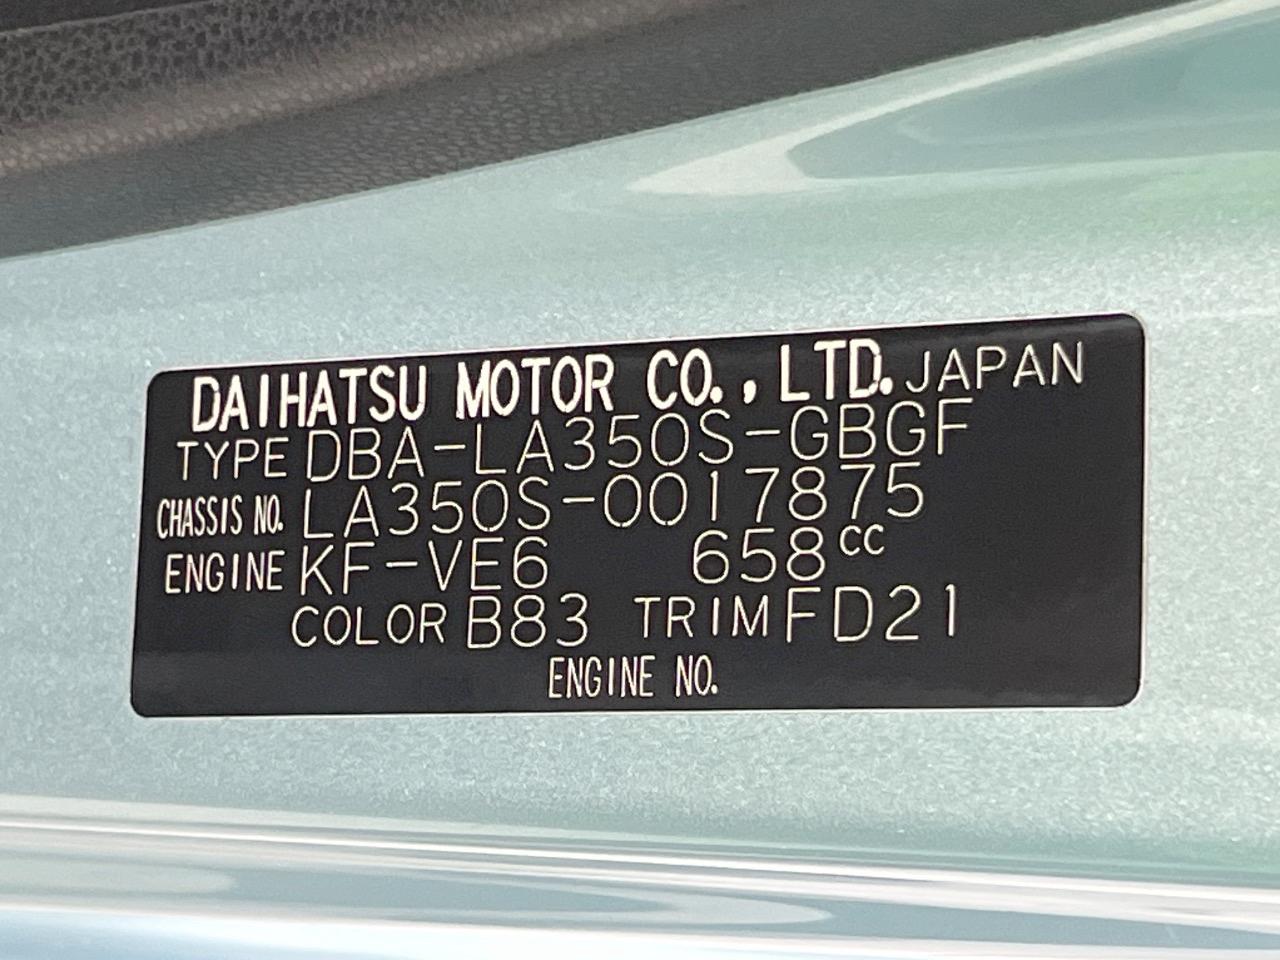 DAIHATSU MOTOR CO., LTD. JAPAN
TYPE DBA-LA350S-GBGF
CHASSIS NO. LA350S-0017875
ENGINE KF-VE6 658cc
COLOR B83 TRIM FD21
ENGINE NO.